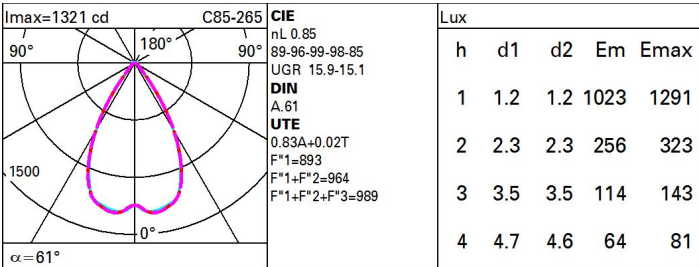 Imax=1321 cd C85-265
90° 180° 90°
1500
0°
α=61°
CIE
nL 0.85
89-96-99-98-85
UGR 15.9-15.1
DIN
A.61
UTE
0.83A+0.02T
F"1=893
F"1+F"2=964
F"1+F"2+F"3=989
Lux
h d1 d2 Em Emax
1 1.2 1.2 1023 1291
2 2.3 2.3 256 323
3 3.5 3.5 114 143
4 4.7 4.6 64 81